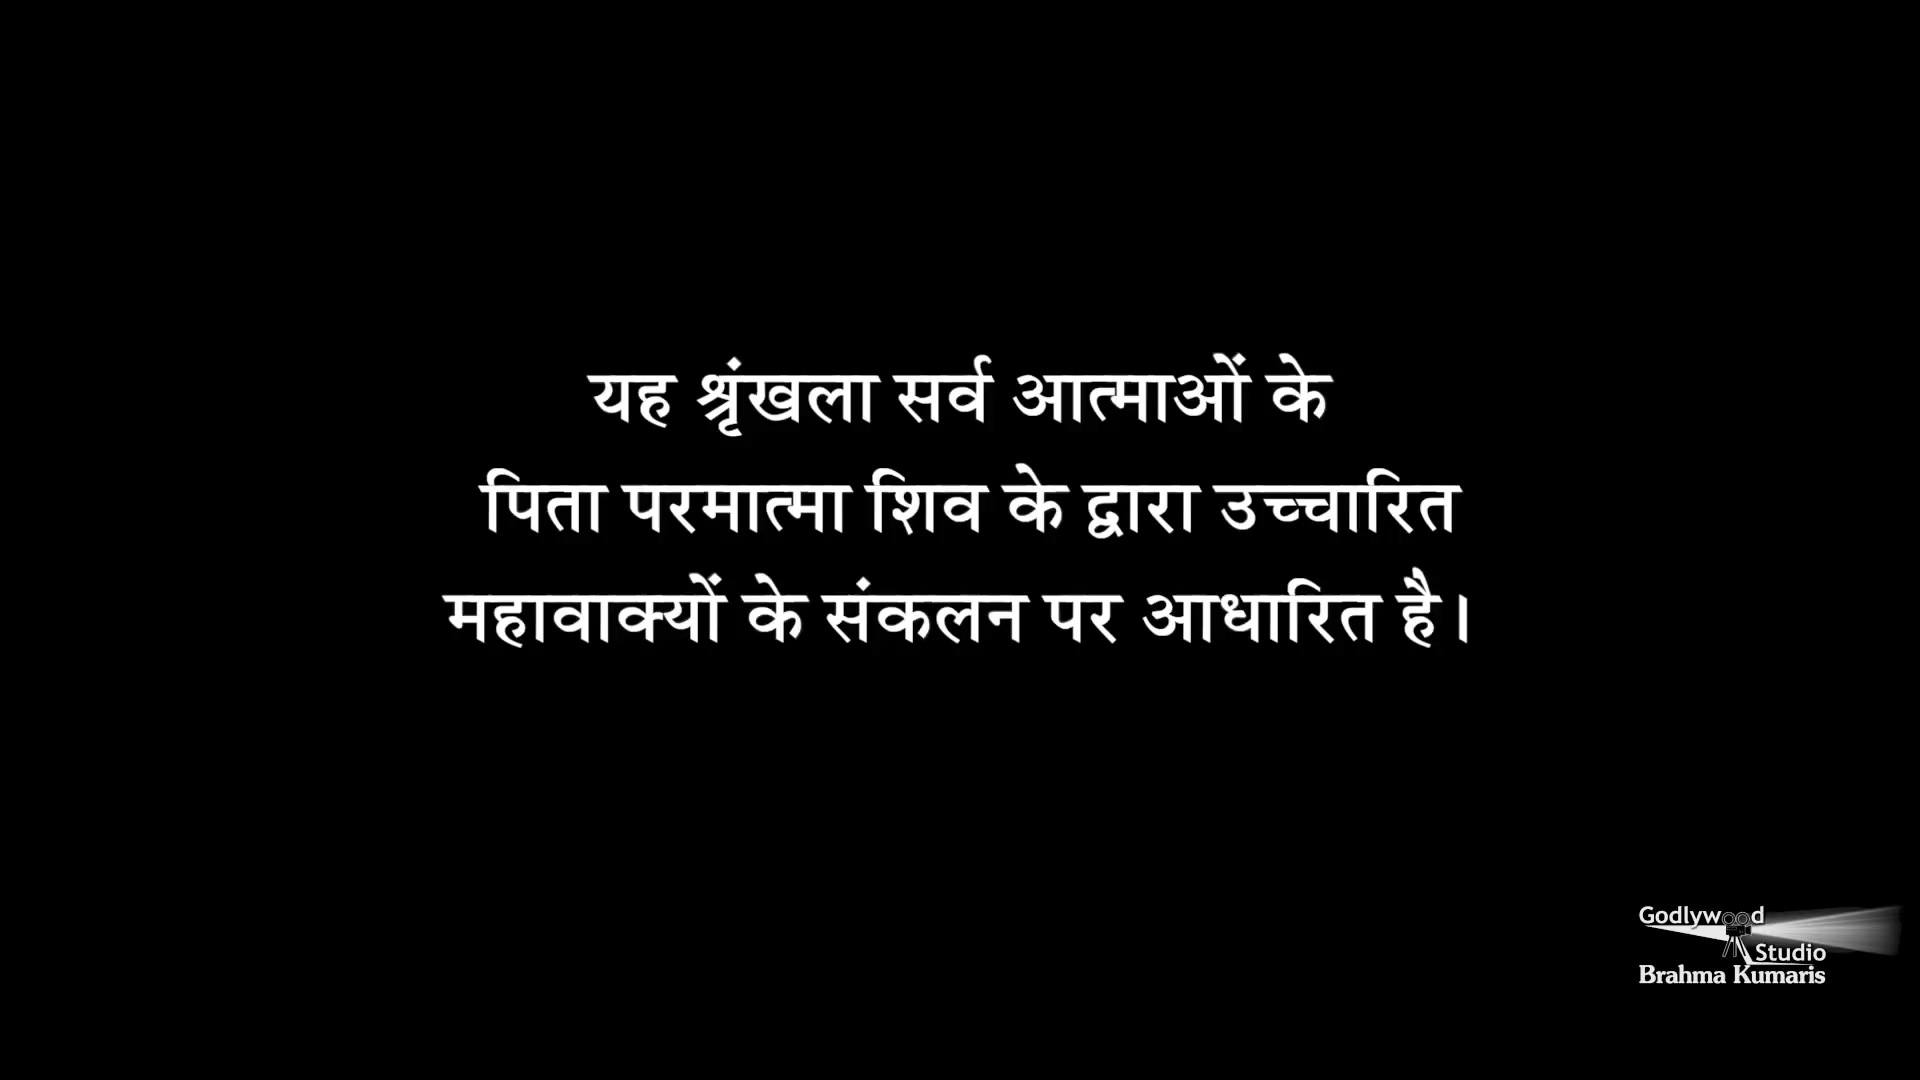 यह श्रृंखला सर्व आत्माओं के
पिता परमात्मा शिव के द्वारा उच्चारित
महावाक्यों के संकलन पर आधारित है।
Godlywood
Studio
Brahma Kumaris